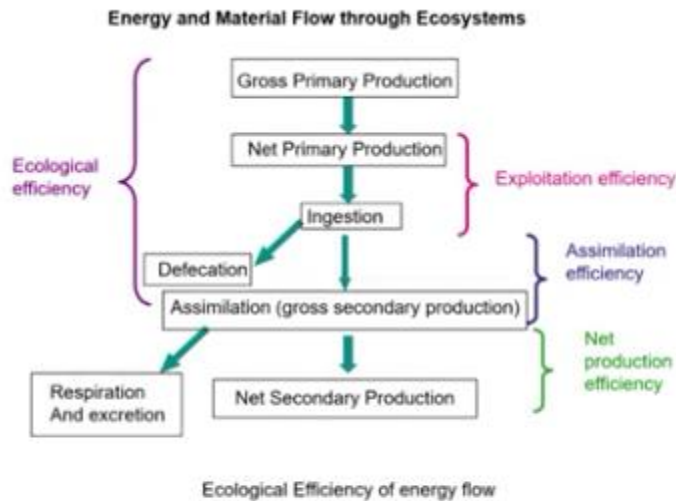 Energy and Material Flow through Ecosystems
Gross Primary Production
Net Primary Production
Ecological
efficiency
Exploitation efficiency
Ingestion
Defecation
Assimilation
efficiency
Assimilation (gross secondary production)
Net
production
efficiency
Respiration
And excretion
Net Secondary Production
Ecological Efficiency of energy flow